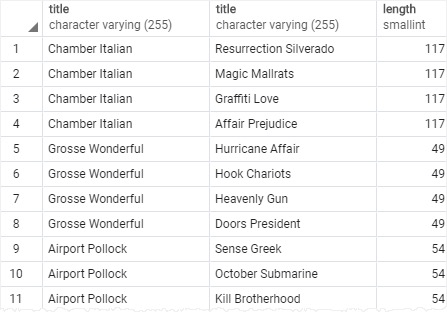 title title length
character varying (255) character varying (255) smallint
1 Chamber Italian Resurrection Silverado 117
2 Chamber Italian Magic Mallrats 117
3 Chamber Italian Graffiti Love 117
4 Chamber Italian Affair Prejudice 117
5 Grosse Wonderful Hurricane Affair 49
6 Grosse Wonderful Hook Chariots 49
7 Grosse Wonderful Heavenly Gun 49
8 Grosse Wonderful Doors President 49
9 Airport Pollock Sense Greek 54
10 Airport Pollock October Submarine 54
11 Airport Pollock Kill Brotherhood 54